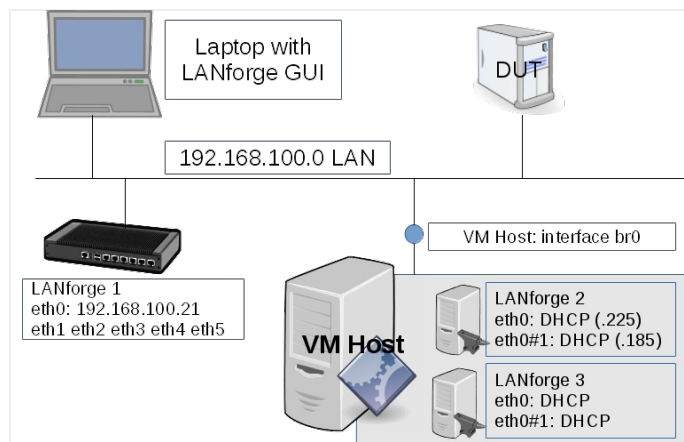 Laptop with
LANforge GUI
DUT
192.168.100.0 LAN
VM Host: interface br0
LANforge 1
eth0: 192.168.100.21
eth1 eth2 eth3 eth4 eth5
VM Host
LANforge 2
eth0: DHCP (.225)
eth0#1: DHCP (.185)
LANforge 3
eth0: DHCP
eth0#1: DHCP